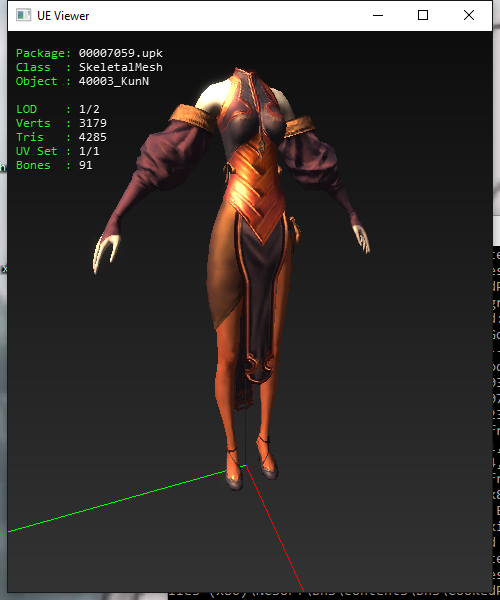 UE Viewer
Package: 00007059.upk
Class : SkeletalMesh
Object : 40003_KunN
LOD : 1/2
Verts : 3179
Tris : 4285
UV Set : 1/1
Bones : 91